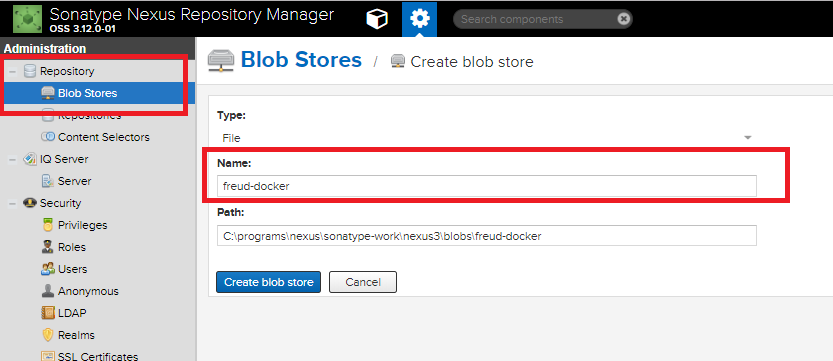 Sonatype Nexus Repository Manager
OSS 3.12.0-01
Search components
Administration
Repository
Blob Stores
Repositories
Content Selectors
IQ Server
Server
Security
Privileges
Roles
Users
Anonymous
LDAP
Realms
SSL Certificates
Blob Stores / Create blob store
Type:
File
Name:
freud-docker
Path:
C:\programs\nexus\sonatype-work\nexus3\blobs\freud-docker
Create blob store Cancel